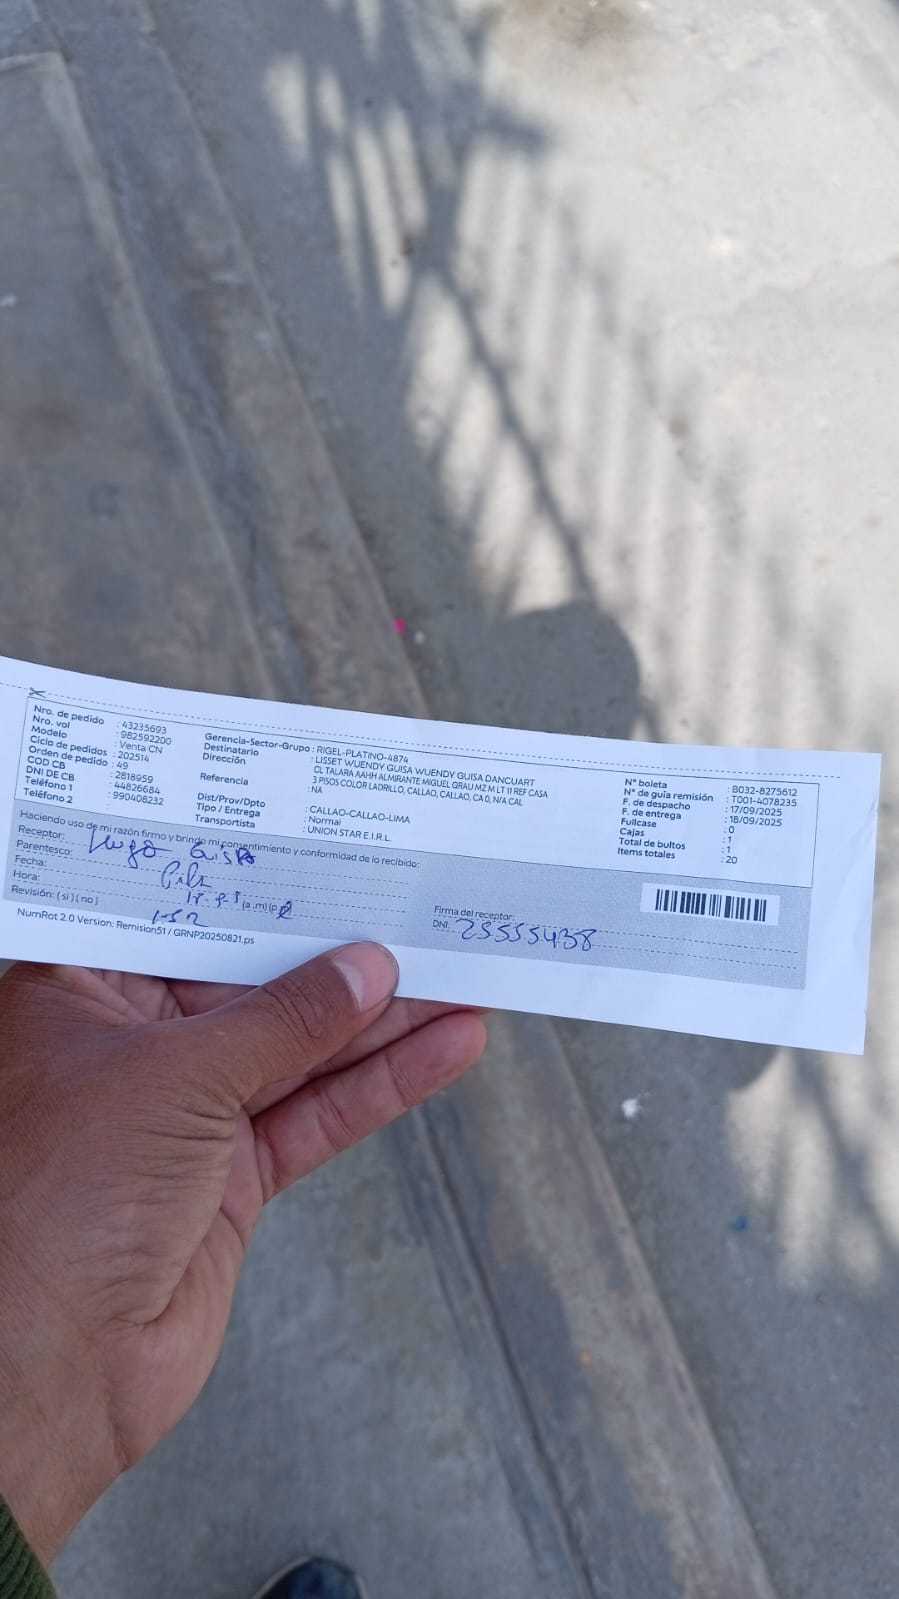 Nro. de pedido : 43235693
Nro. vol : 982592200
Modelo : Venta CN
Ciclo de pedidos : 202514
Orden de pedido : 49
COD CB : 2818959
DNI DE CB : 44826684
Teléfono 1 : 990408232
Teléfono 2
Gerencia-Sector-Grupo : RIGEL-PLATINO-4874
Destinatario : LISSET WUENDY GUISA WUENDY GUISA DANCUART
Dirección : CL TALARA AAHH ALMIRANTE MIGUEL GRAU MZ M LT 11 REF CASA
3 PISOS COLOR LADRILLO, CALLAO, CALLAO, CA 0, N/A CAL
Referencia : NA
Dist/Prov/Dpto : CALLAO-CALLAO-LIMA
Tipo / Entrega : Normal
Transportista : UNION STAR E.I.R.L.
N° boleta : B032-8275612
N° de guía remisión : T001-4078235
F. de despacho : 17/09/2025
F. de entrega : 18/09/2025
Fullcase : 0
Cajas : 1
Total de bultos : 1
Items totales : 20
Haciendo uso de mi razón firmo y brindo mi consentimiento y conformidad de lo recibido:
Receptor: Hugo
Parentesco:
Fecha:
Hora: (a.m) (p.
Revisión: ( si ) ( no )
Firma del receptor:
DNI: 25555438
NumRot 2.0 Version: Remision51 / GRNP20250821.ps